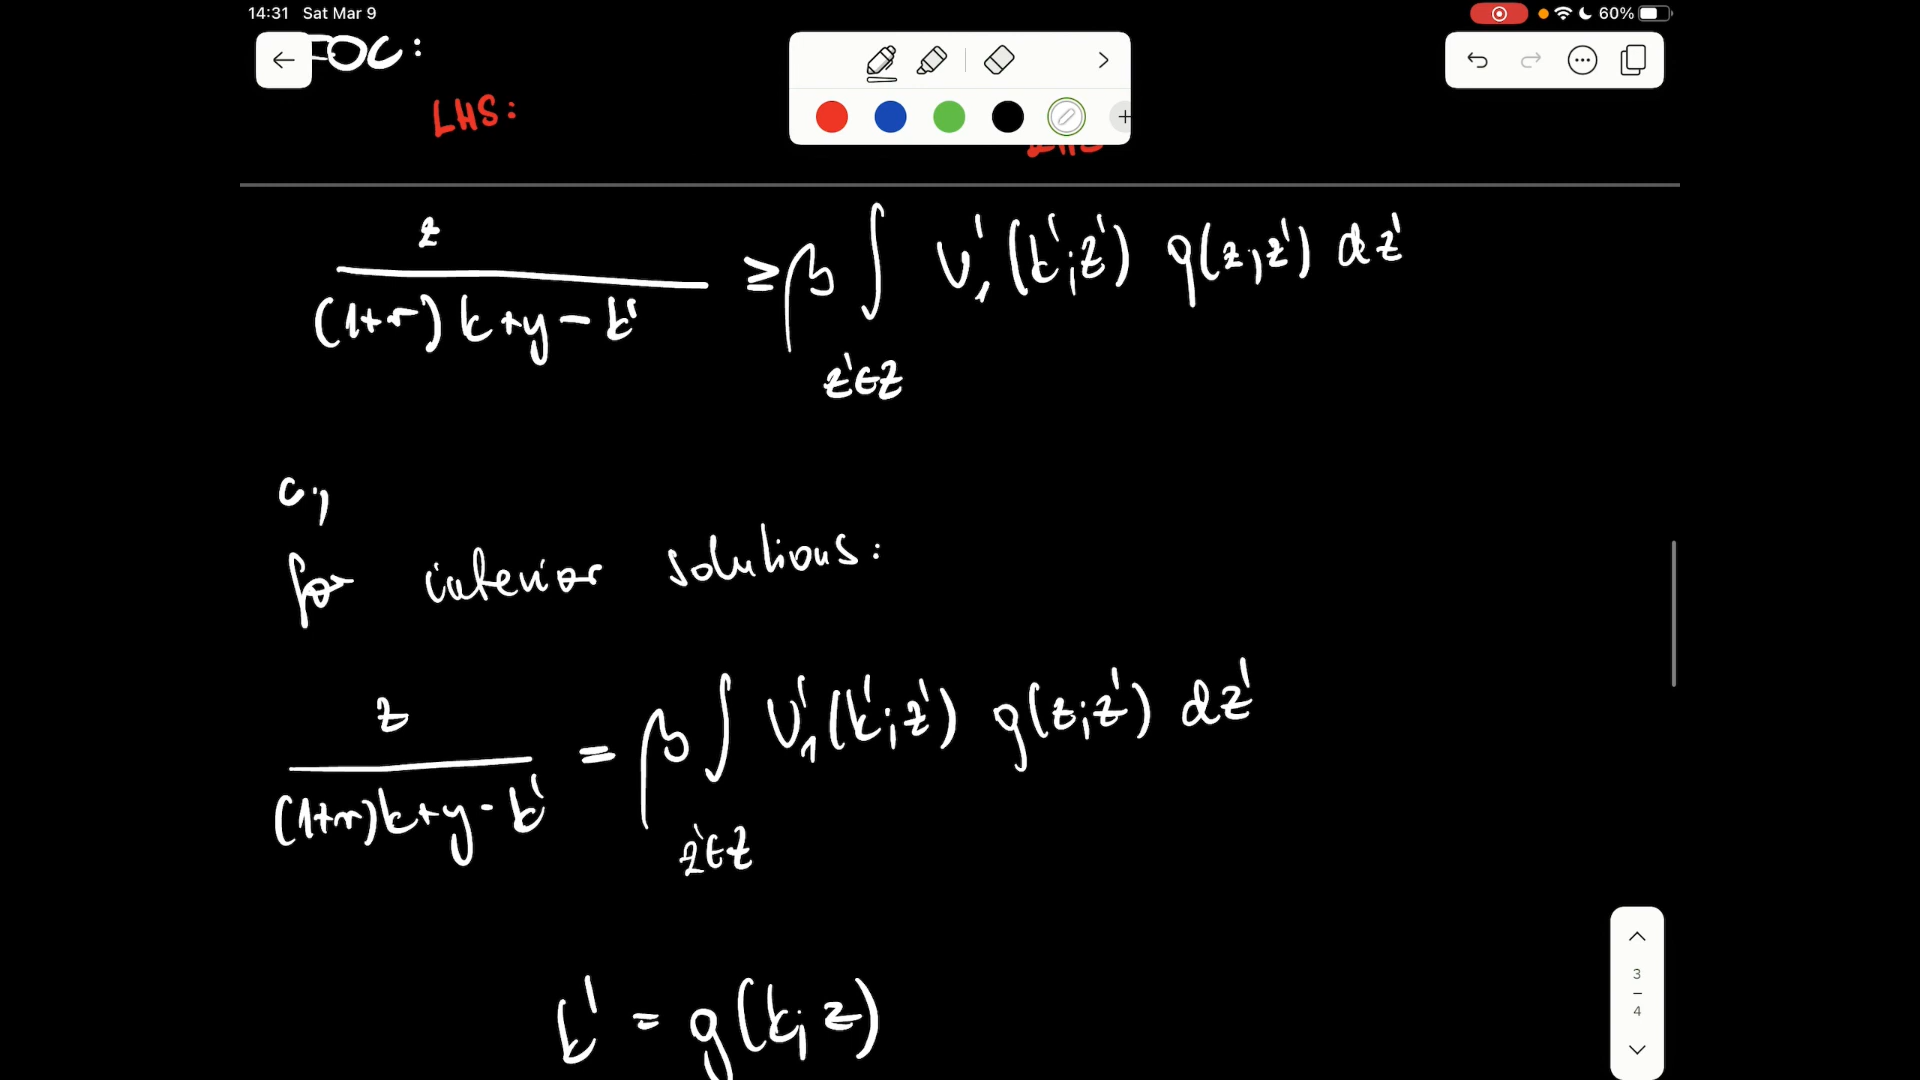 14:31 Sat Mar 9 60%
FOC:
LHS:
z / ((1+r)k+y-k') ≥ β ∫_{z'∈Z} V'₁(k';z') q(z;z') dz'
c;
for interior solutions:
z / ((1+r)k+y-k') = β ∫_{z'∈Z} V'₁(k';z') g(z;z') dz'
k' = g(k;z)
3
4